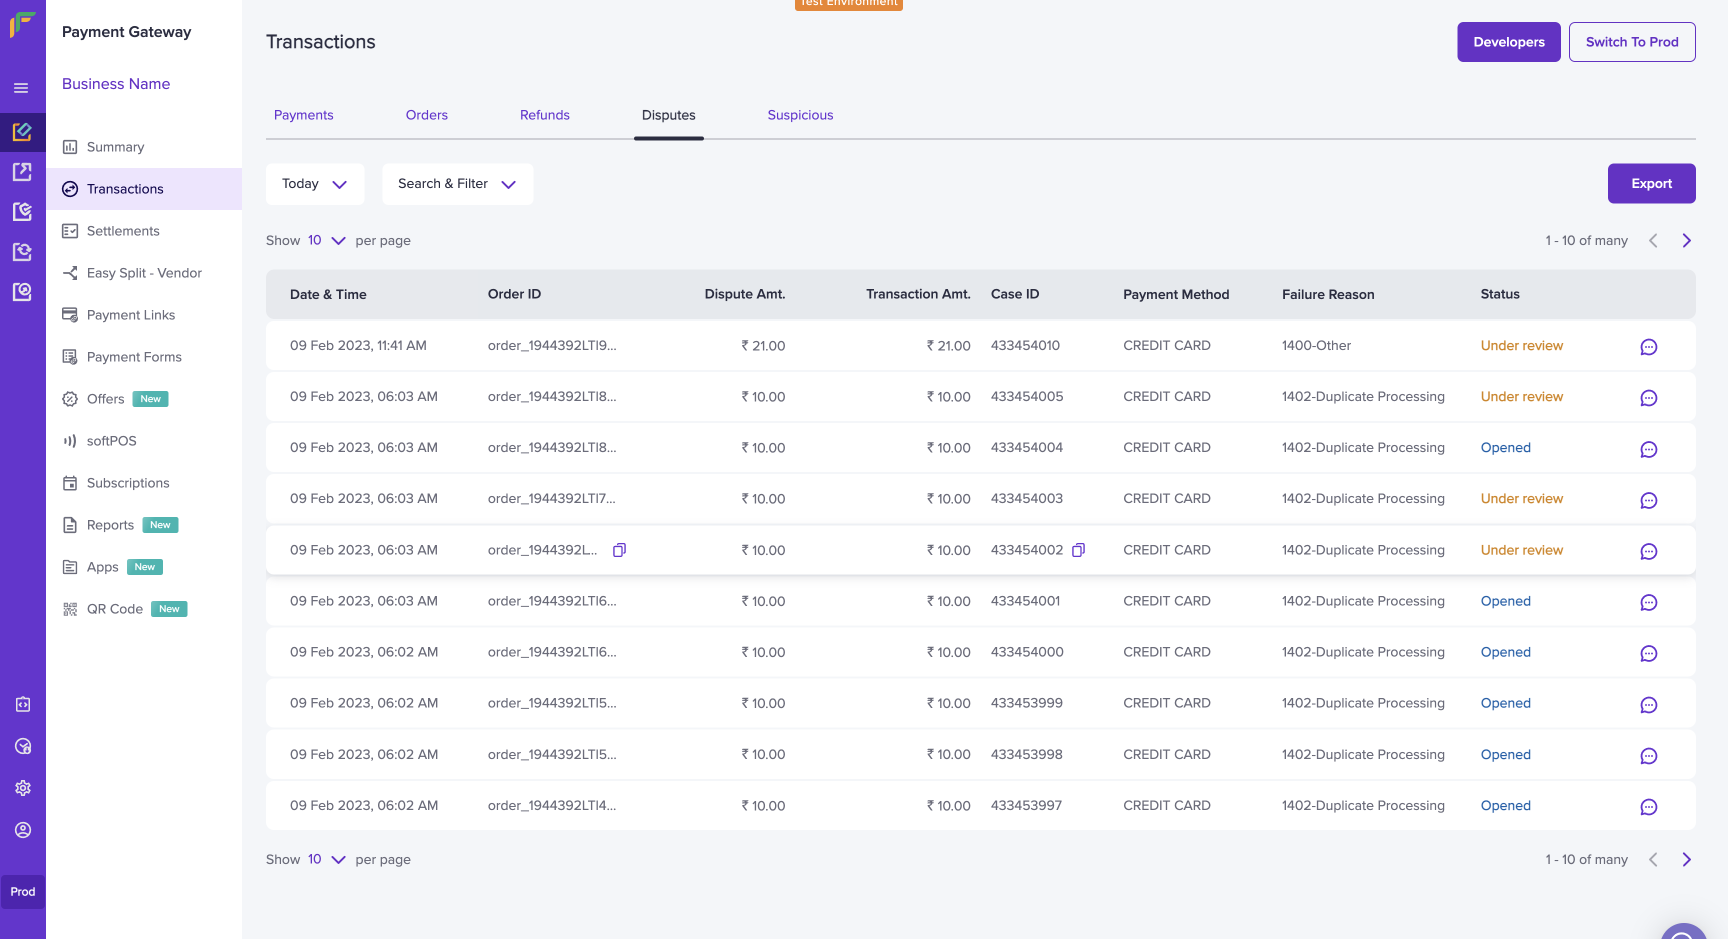 Test Environment
Payment Gateway
Business Name
Summary
Transactions
Settlements
Easy Split - Vendor
Payment Links
Payment Forms
Offers New
softPOS
Subscriptions
Reports New
Apps New
QR Code New
Prod
Transactions
Developers Switch To Prod
Payments Orders Refunds Disputes Suspicious
Today Search & Filter Export
Show 10 per page 1 - 10 of many
Date & Time Order ID Dispute Amt. Transaction Amt. Case ID Payment Method Failure Reason Status
09 Feb 2023, 11:41 AM order_1944392LTI9... ₹ 21.00 ₹ 21.00 433454010 CREDIT CARD 1400-Other Under review
09 Feb 2023, 06:03 AM order_1944392LTI8... ₹ 10.00 ₹ 10.00 433454005 CREDIT CARD 1402-Duplicate Processing Under review
09 Feb 2023, 06:03 AM order_1944392LTI8... ₹ 10.00 ₹ 10.00 433454004 CREDIT CARD 1402-Duplicate Processing Opened
09 Feb 2023, 06:03 AM order_1944392LTI7... ₹ 10.00 ₹ 10.00 433454003 CREDIT CARD 1402-Duplicate Processing Under review
09 Feb 2023, 06:03 AM order_1944392L... ₹ 10.00 ₹ 10.00 433454002 CREDIT CARD 1402-Duplicate Processing Under review
09 Feb 2023, 06:03 AM order_1944392LTI6... ₹ 10.00 ₹ 10.00 433454001 CREDIT CARD 1402-Duplicate Processing Opened
09 Feb 2023, 06:02 AM order_1944392LTI6... ₹ 10.00 ₹ 10.00 433454000 CREDIT CARD 1402-Duplicate Processing Opened
09 Feb 2023, 06:02 AM order_1944392LTI5... ₹ 10.00 ₹ 10.00 433453999 CREDIT CARD 1402-Duplicate Processing Opened
09 Feb 2023, 06:02 AM order_1944392LTI5... ₹ 10.00 ₹ 10.00 433453998 CREDIT CARD 1402-Duplicate Processing Opened
09 Feb 2023, 06:02 AM order_1944392LTI4... ₹ 10.00 ₹ 10.00 433453997 CREDIT CARD 1402-Duplicate Processing Opened
Show 10 per page 1 - 10 of many